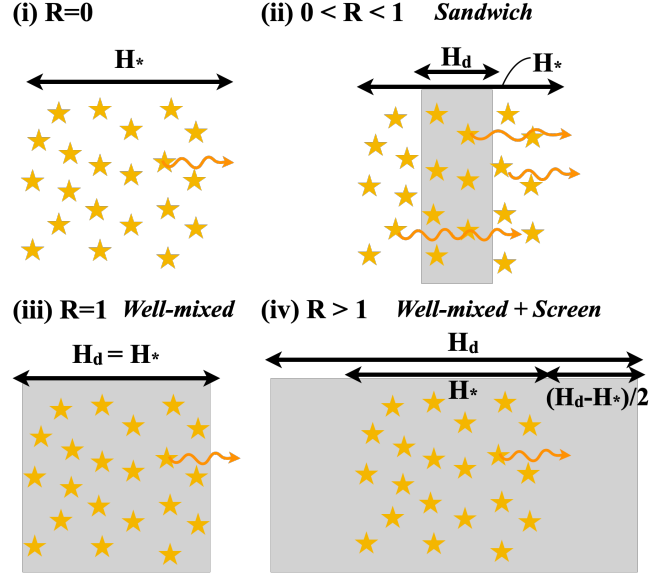 (i) R=0
H*
(ii) 0 < R < 1 Sandwich
Hd
H*
(iii) R=1 Well-mixed
Hd = H*
(iv) R > 1 Well-mixed + Screen
Hd
H*
(Hd-H*)/2